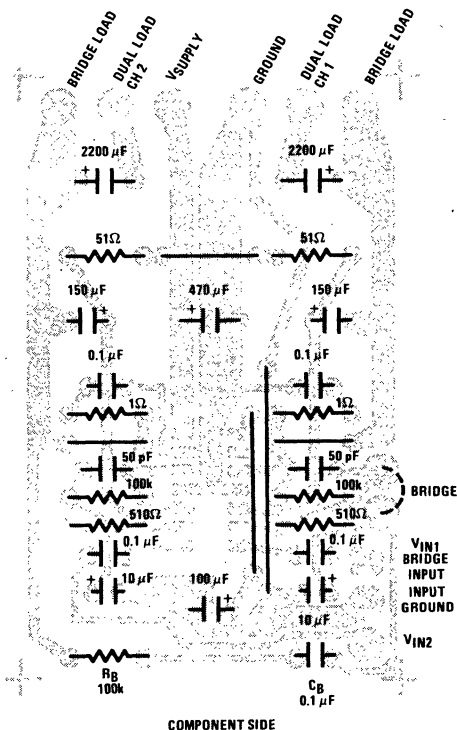 BRIDGE LOAD
DUAL LOAD
CH 2
VSUPPLY
GROUND
DUAL LOAD
CH 1
BRIDGE LOAD
2200 µF
+
2200 µF
+
51Ω
51Ω
150 µF
+
470 µF
+
150 µF
+
0.1 µF
0.1 µF
1Ω
1Ω
50 pF
50 pF
100k
100k
BRIDGE
510Ω
510Ω
0.1 µF
0.1 µF
VIN1
BRIDGE
INPUT
+
10 µF
100 µF
+
+
INPUT
GROUND
10 µF
VIN2
RB
100k
CB
0.1 µF
COMPONENT SIDE